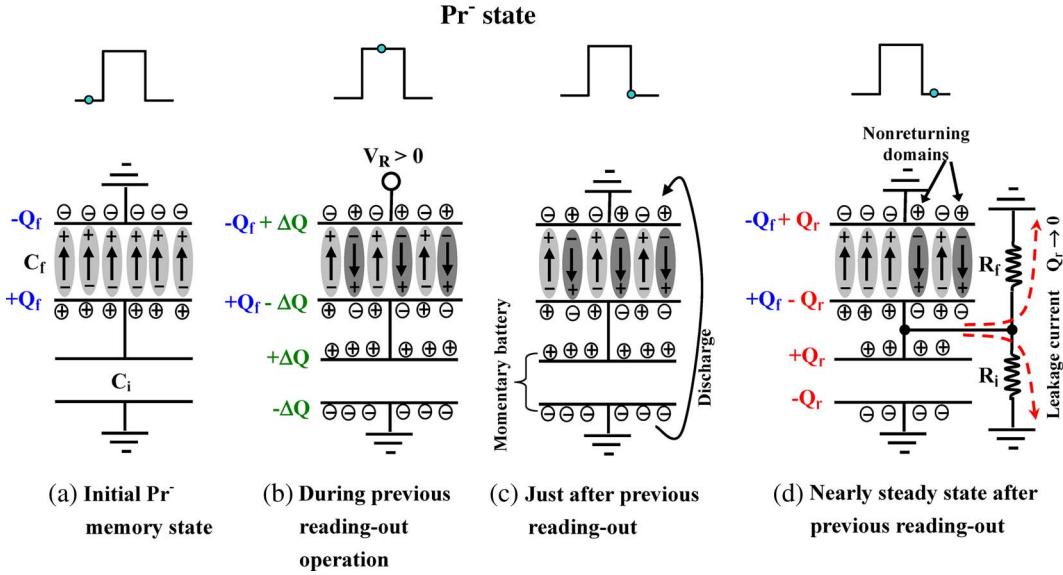 Pr⁻ state
V_R > 0
Nonreturning
domains
-Q_f
C_f
+Q_f
C_i
-Q_f + ΔQ
+Q_f - ΔQ
+ΔQ
-ΔQ
Momentary battery
Discharge
-Q_f + Q_r
+Q_f - Q_r
+Q_r
-Q_r
R_f
R_i
Leakage current Q_r → 0
(a) Initial Pr⁻
memory state
(b) During previous
reading-out
operation
(c) Just after previous
reading-out
(d) Nearly steady state after
previous reading-out